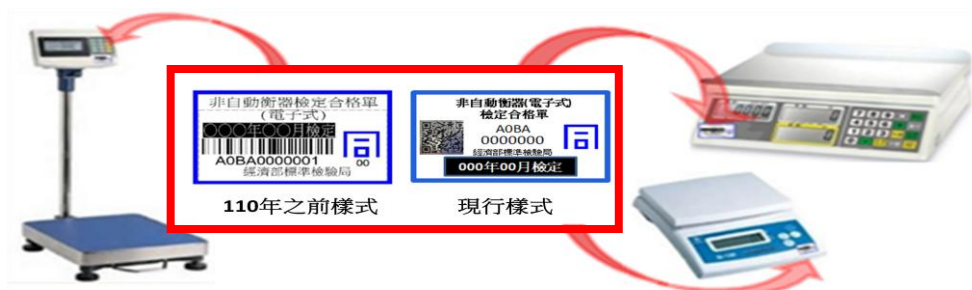 非自動衡器檢定合格單
(電子式)
○○○年○○月檢定
A0BA0000001
00
經濟部標準檢驗局
110年之前樣式
非自動衡器(電子式)
檢定合格單
A0BA
0000000
經濟部標準檢驗局
000年00月檢定
現行樣式